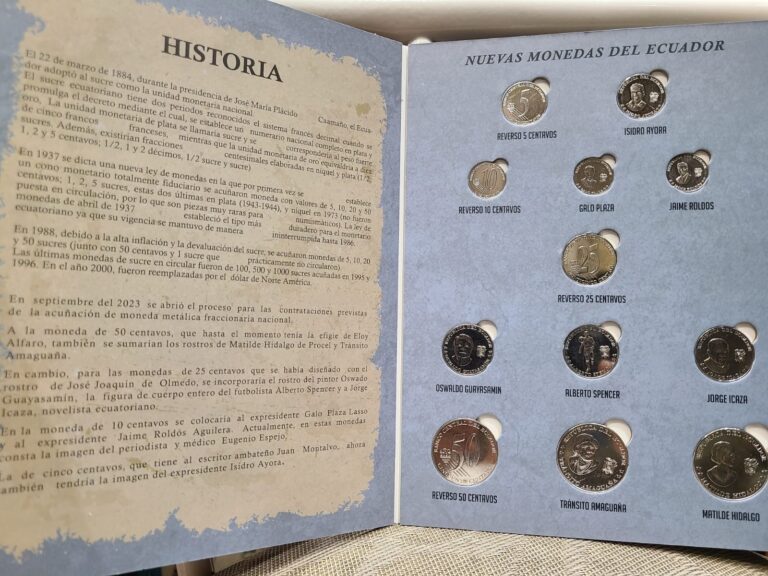 HISTORIA
El 22 de marzo de 1884, durante la presidencia de José María Plácido Caamaño, el Ecua-
dor adoptó al sucre como la unidad monetaria nacional
El sucre ecuatoriano tiene dos periodos reconocidos el sistema francés decimal cuando se
promulga el decreto mediante el cual, se establece un numerario nacional completo en plata y
oro. La unidad monetaria de plata se llamaría sucre y se correspondería al peso fuerte
de cinco francos franceses, mientras que la unidad monetaria de oro equivaldría a diez
sucres. Además, existirían fracciones centesimales elaboradas en níquel y plata (1/2,
1, 2 y 5 centavos; 1/2, 1 y 2 décimos, 1/2 sucre y sucre)
En 1937 se dicta una nueva ley de monedas en la que por primera vez se establece
un cono monetario totalmente fiduciario se acuñaron moneda con valores de 5, 10, 20 y 50
centavos; 1, 2, 5 sucres, estas dos últimas en plata (1943-1944), y níquel en 1973 (no fueron
puesta en circulación, por lo que son piezas muy raras para numismáticos). La ley de
monedas de abril de 1937 estableció el tipo más duradero para el monetario
ecuatoriano ya que su vigencia se mantuvo de manera ininterrumpida hasta 1986.
En 1988, debido a la alta inflación y la devaluación del sucre, se acuñaron monedas de 5, 10, 20
y 50 sucres (junto con 50 centavos y 1 sucre que prácticamente no circularon)
Las últimas monedas de sucre en circular fueron de 100, 500 y 1000 sucres acuñadas en 1995 y
1996. En el año 2000, fueron reemplazadas por el dólar de Norte América.
En septiembre del 2023 se abrió el proceso para las contrataciones previstas
de la acuñación de moneda metálica fraccionaria nacional.
A la moneda de 50 centavos, que hasta el momento tenía la efigie de Eloy
Alfaro, también se sumarían los rostros de Matilde Hidalgo de Procel y Tránsito
Amaguaña.
En cambio, para las monedas de 25 centavos que se había diseñado con el
rostro de José Joaquín de Olmedo, se incorporaría el rostro del pintor Oswado
Guayasamín, la figura de cuerpo entero del futbolista Alberto Spencer y a Jorge
Icaza, novelista ecuatoriano.
En la moneda de 10 centavos se colocaría al expresidente Galo Plaza Lasso
y al expresidente Jaime Roldós Aguilera. Actualmente, en estas monedas
consta la imagen del periodista y médico Eugenio Espejo.
La de cinco centavos, que tiene al escritor ambateño Juan Montalvo, ahora
también tendría la imagen del expresidente Isidro Ayora.
NUEVAS MONEDAS DEL ECUADOR
5
REVERSO 5 CENTAVOS
ISIDRO AYORA
10
REVERSO 10 CENTAVOS
GALO PLAZA
JAIME ROLDOS
25
REVERSO 25 CENTAVOS
OSWALDO GUAYASAMIN
ALBERTO SPENCER
JORGE ICAZA
REVERSO 50 CENTAVOS
TRÁNSITO AMAGUAÑA
MATILDE HIDALGO